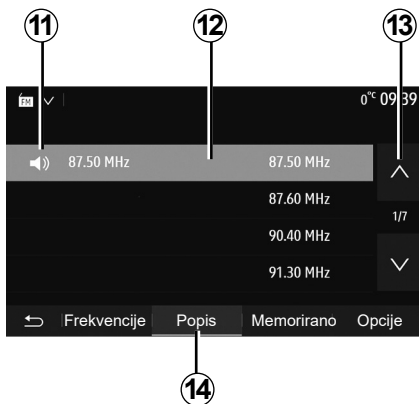 11 12 13
FM 0°C 09:39
87.50 MHz 87.50 MHz
87.60 MHz
1/7
90.40 MHz
91.30 MHz
Frekvencije Popis Memorirano Opcije
14